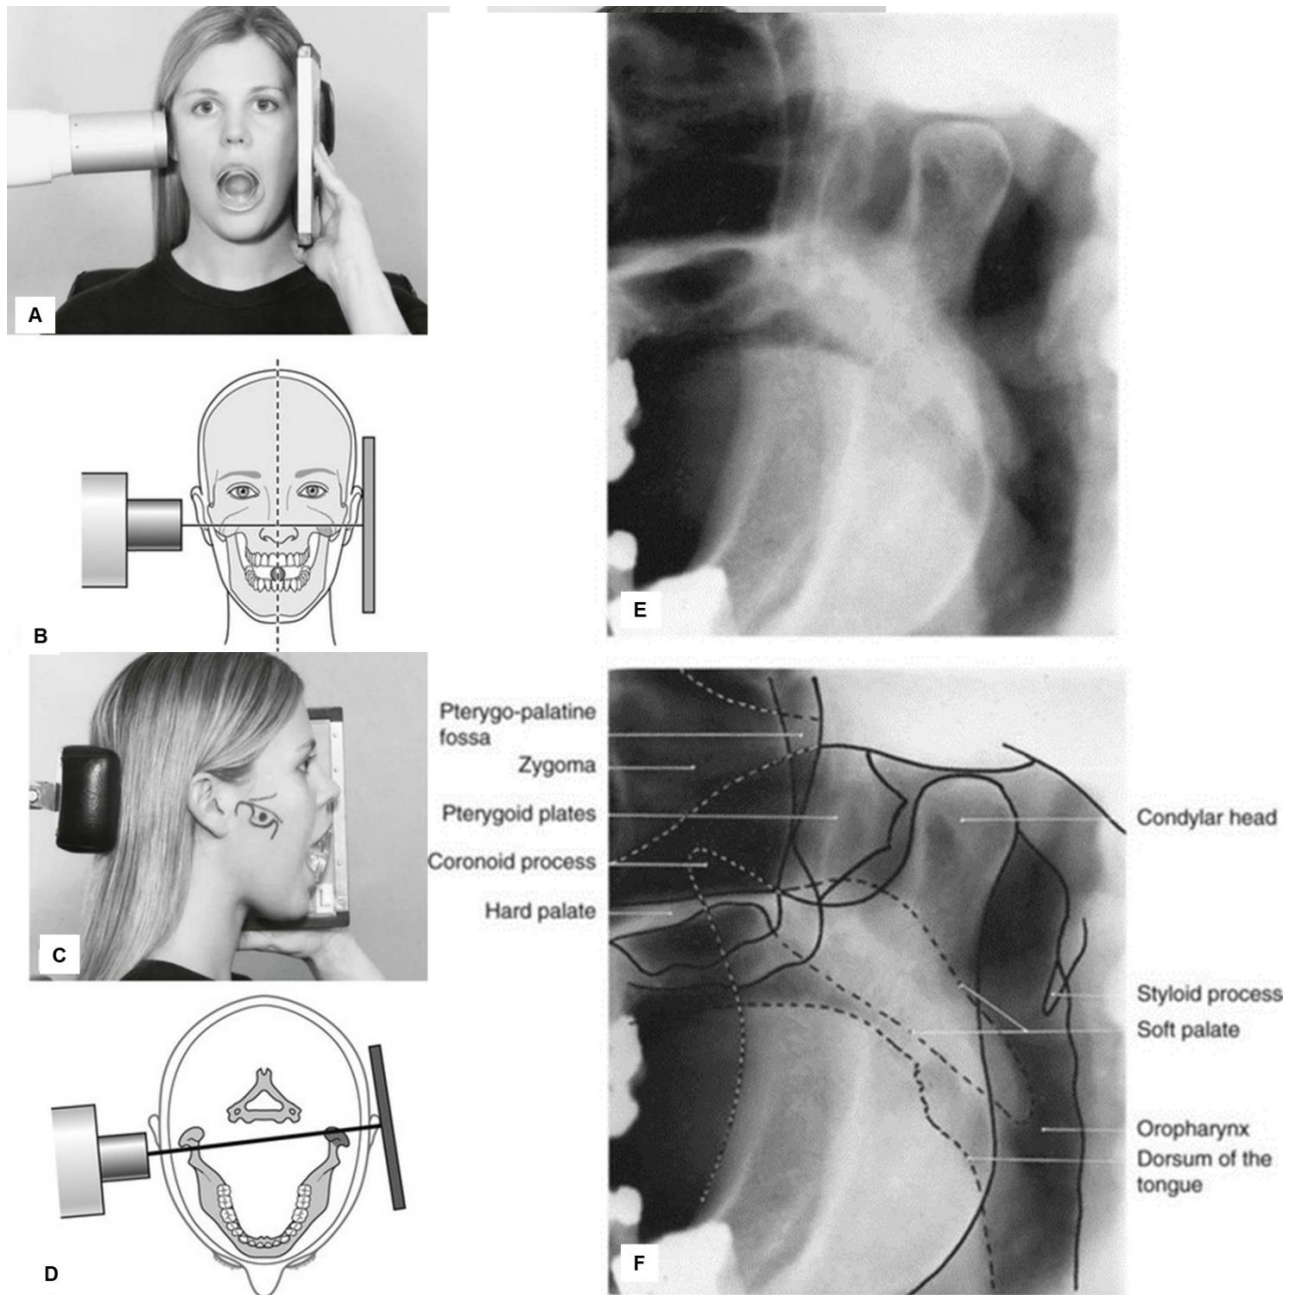 A
B
C
L
D
E
Pterygo-palatine
fossa
Zygoma
Pterygoid plates
Coronoid process
Hard palate
Condylar head
Styloid process
Soft palate
Oropharynx
Dorsum of the
tongue
F